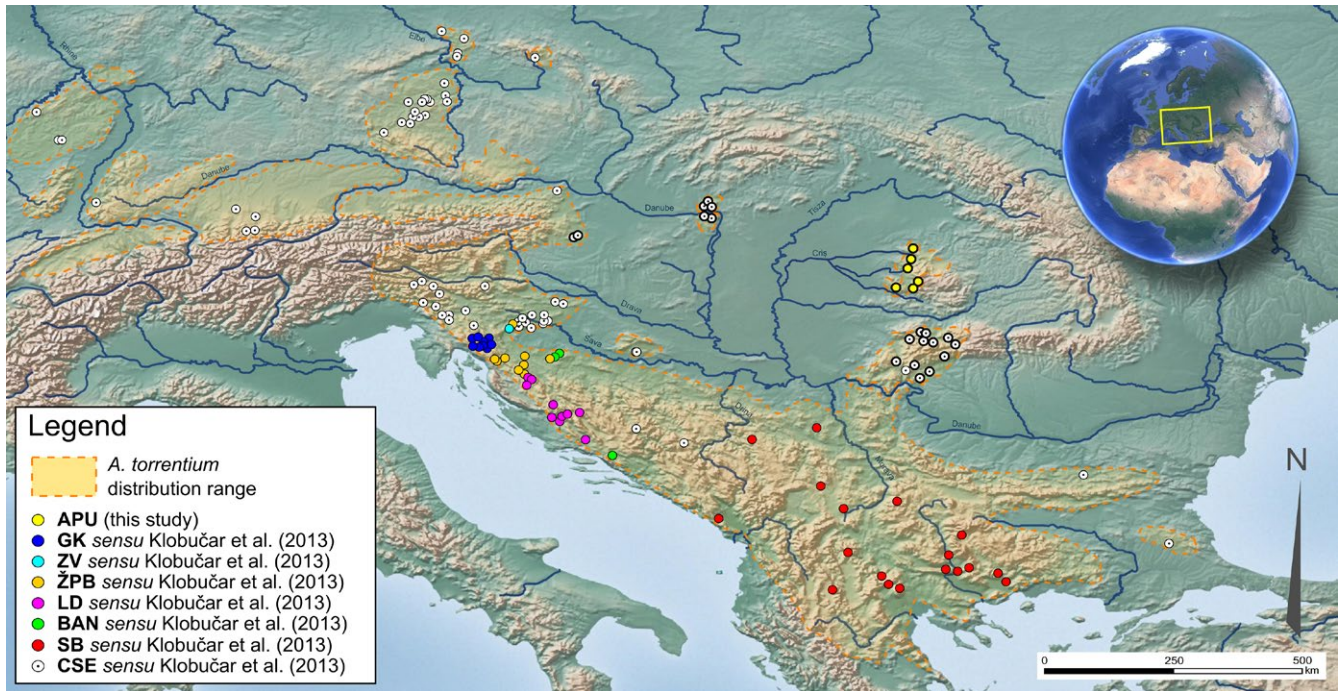 Rhine
Elbe
Danube
Danube
Tisza
Cris
Drava
Sava
Drina
Danube
N
0 250 500
km
Legend
A. torrentium
distribution range
APU (this study)
GK sensu Klobučar et al. (2013)
ZV sensu Klobučar et al. (2013)
ŽPB sensu Klobučar et al. (2013)
LD sensu Klobučar et al. (2013)
BAN sensu Klobučar et al. (2013)
SB sensu Klobučar et al. (2013)
CSE sensu Klobučar et al. (2013)